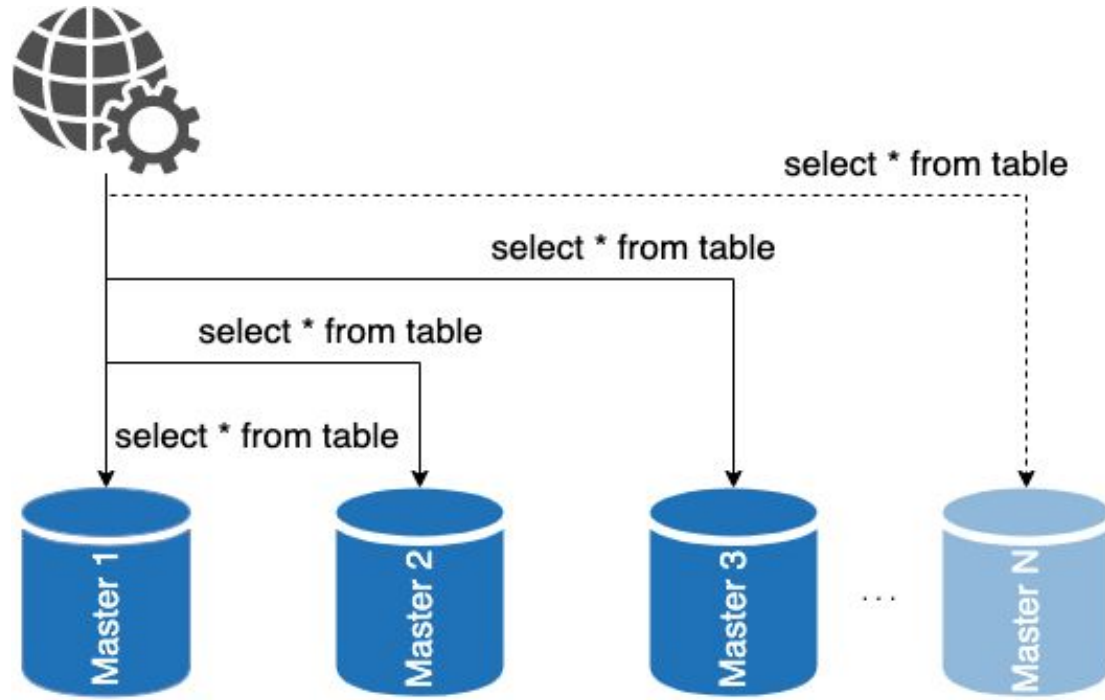 select * from table
select * from table
select * from table
select * from table
Master 1
Master 2
Master 3
. . .
Master N